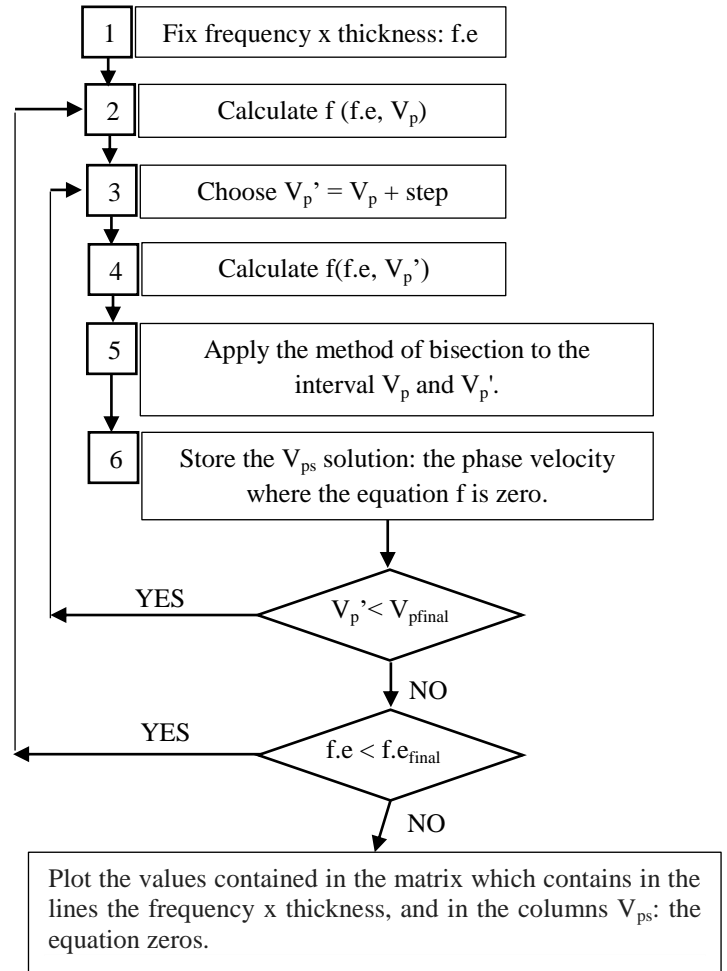 1
Fix frequency x thickness: f.e
2
Calculate f (f.e, Vp)
3
Choose Vp’ = Vp + step
4
Calculate f(f.e, Vp’)
5
Apply the method of bisection to the
interval Vp and Vp'.
6
Store the Vps solution: the phase velocity
where the equation f is zero.
YES
Vp’< Vpfinal
NO
YES
f.e < f.efinal
NO
Plot the values contained in the matrix which contains in the
lines the frequency x thickness, and in the columns Vps: the
equation zeros.